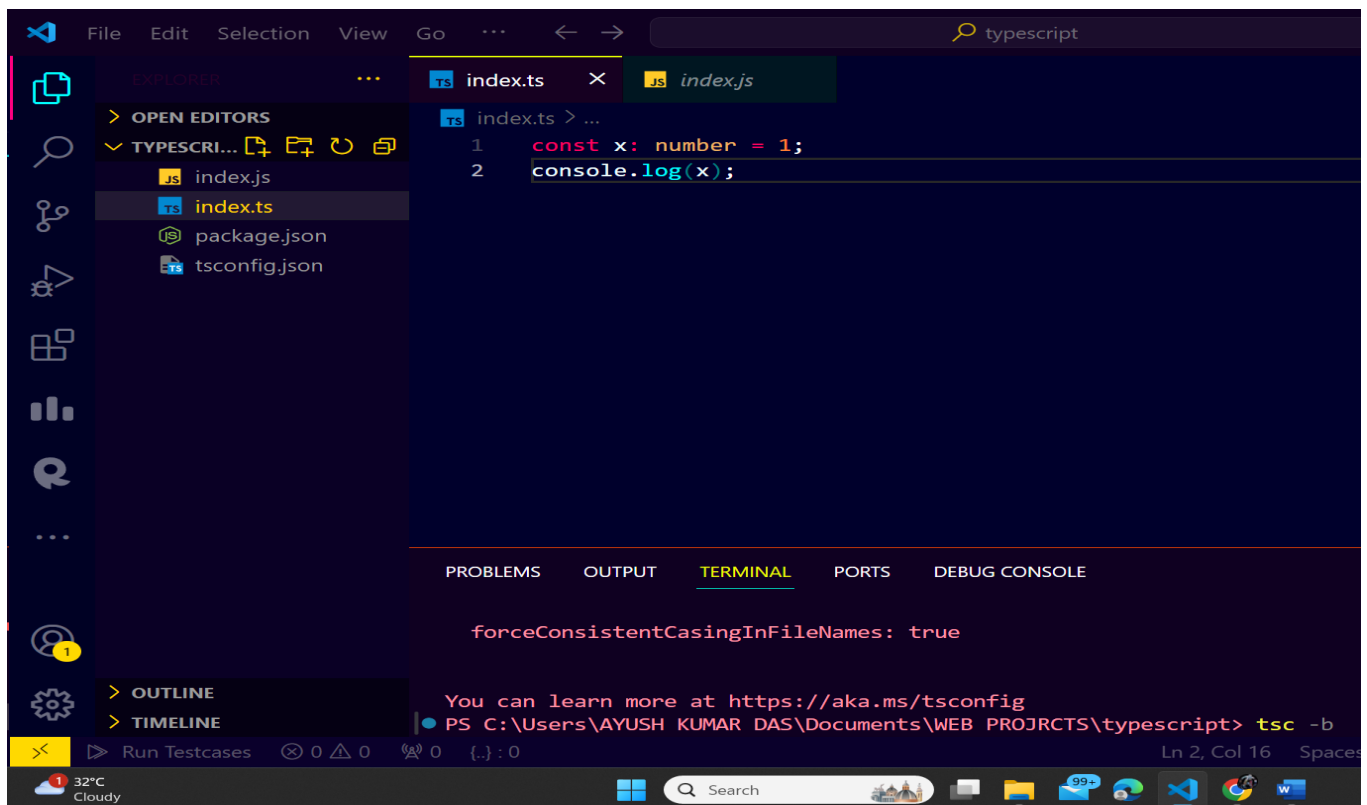 File Edit Selection View Go ··· typescript
EXPLORER ···
index.ts index.js
OPEN EDITORS
TYPESCRI...
index.js
index.ts
package.json
tsconfig.json
index.ts > ...
1 const x: number = 1;
2 console.log(x);
PROBLEMS OUTPUT TERMINAL PORTS DEBUG CONSOLE
forceConsistentCasingInFileNames: true
You can learn more at https://aka.ms/tsconfig
PS C:\Users\AYUSH KUMAR DAS\Documents\WEB PROJRCTS\typescript> tsc -b
1
OUTLINE
TIMELINE
Run Testcases 0 0 0 {..} : 0 Ln 2, Col 16 Spaces
1 32°C
Cloudy
Search
99+